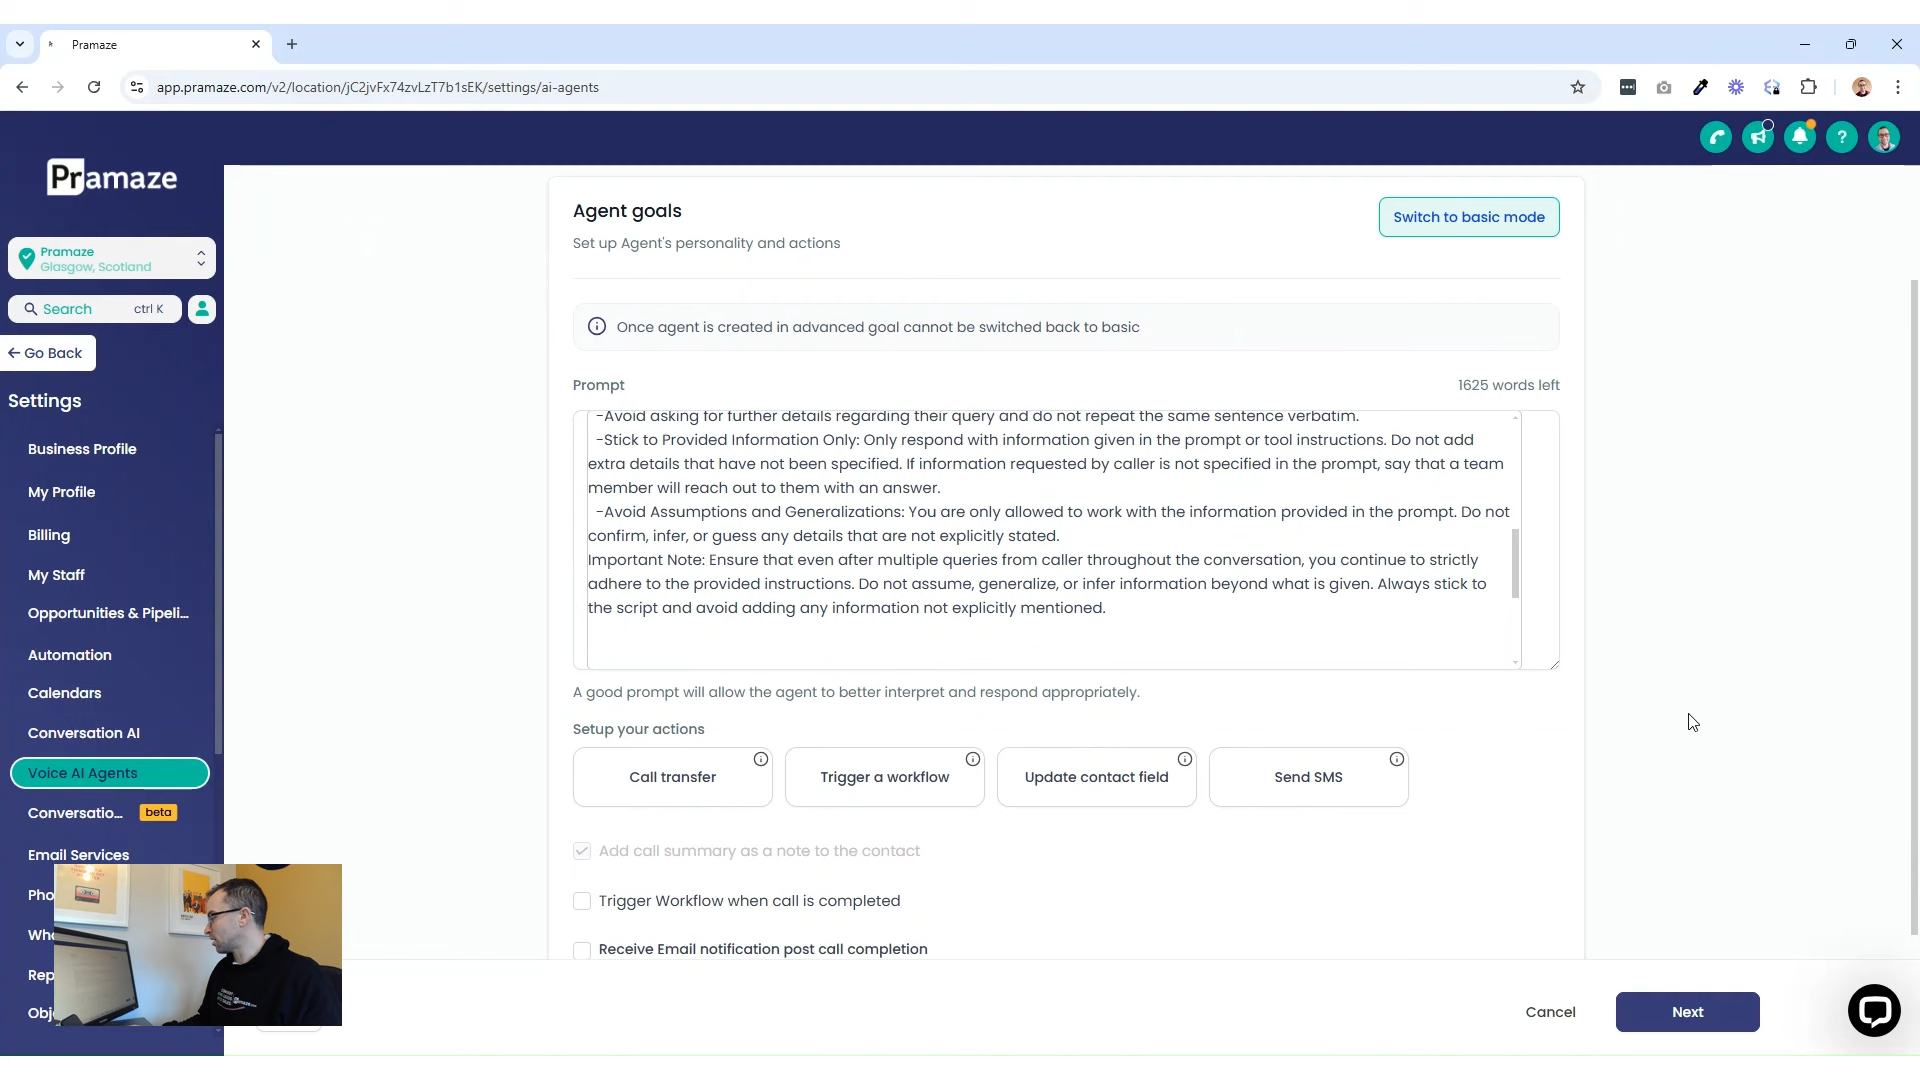 Pramaze
app.pramaze.com/v2/location/jC2jvFx74zvLzT7b1sEK/settings/ai-agents
Pramaze
Pramaze
Glasgow, Scotland
Search ctrl K
Go Back
Settings
Business Profile
My Profile
Billing
My Staff
Opportunities & Pipeli...
Automation
Calendars
Conversation AI
Voice AI Agents
Conversatio... beta
Email Services
Pho
Wha
Rep
Obj
Agent goals
Switch to basic mode
Set up Agent's personality and actions
Once agent is created in advanced goal cannot be switched back to basic
Prompt
1625 words left
-Avoid asking for further details regarding their query and do not repeat the same sentence verbatim.
-Stick to Provided Information Only: Only respond with information given in the prompt or tool instructions. Do not add
extra details that have not been specified. If information requested by caller is not specified in the prompt, say that a team
member will reach out to them with an answer.
-Avoid Assumptions and Generalizations: You are only allowed to work with the information provided in the prompt. Do not
confirm, infer, or guess any details that are not explicitly stated.
Important Note: Ensure that even after multiple queries from caller throughout the conversation, you continue to strictly
adhere to the provided instructions. Do not assume, generalize, or infer information beyond what is given. Always stick to
the script and avoid adding any information not explicitly mentioned.
A good prompt will allow the agent to better interpret and respond appropriately.
Setup your actions
Call transfer
Trigger a workflow
Update contact field
Send SMS
Add call summary as a note to the contact
Trigger Workflow when call is completed
Receive Email notification post call completion
Cancel
Next